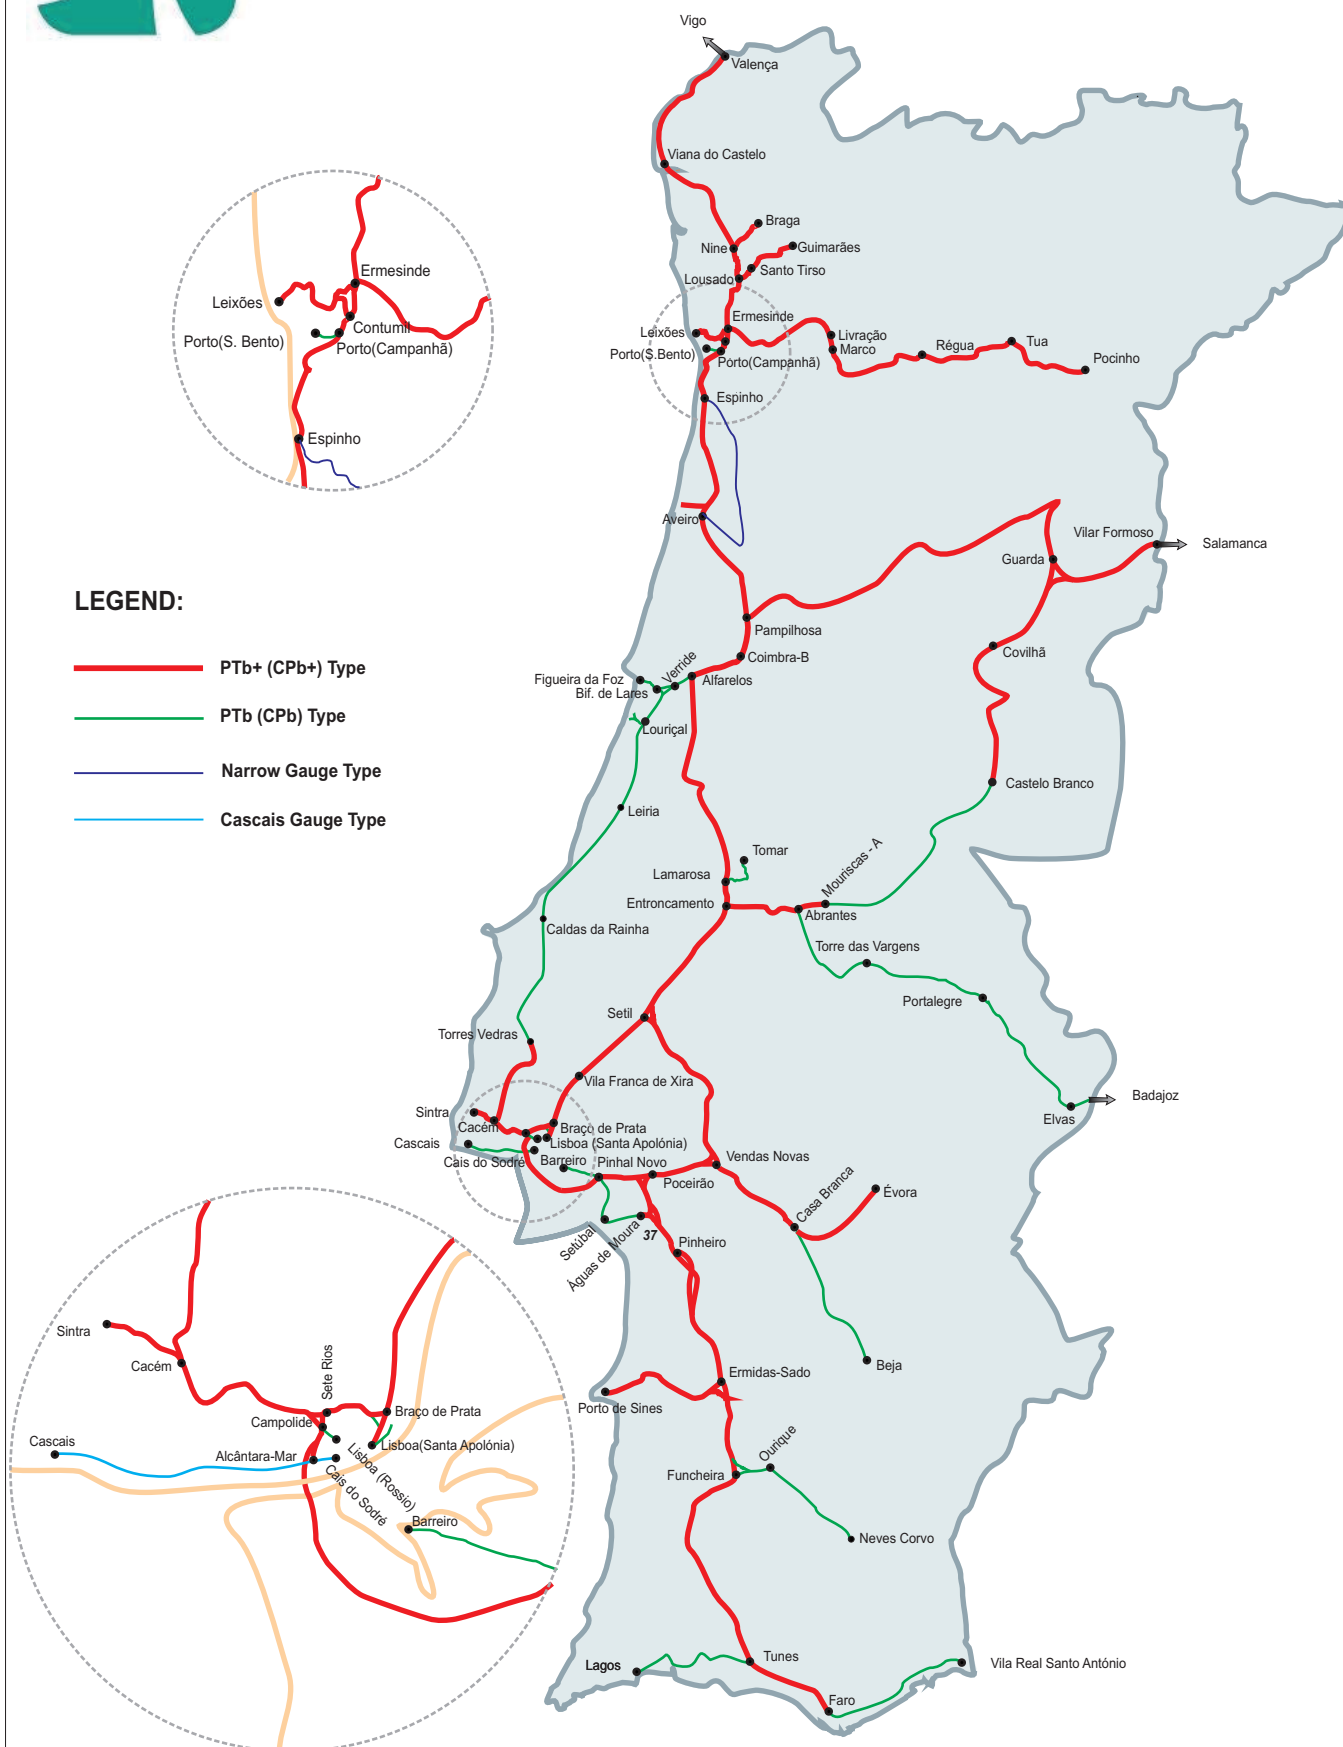 Vigo
Valença
Viana do Castelo
Braga
Nine
Guimarães
Santo Tirso
Lousado
Ermesinde
Leixões
Livração
Marco
Porto(S.Bento)
Porto(Campanhã)
Régua
Tua
Pocinho
Espinho
Ermesinde
Leixões
Contumil
Porto(S. Bento)
Porto(Campanhã)
Espinho
Aveiro
Vilar Formoso
Salamanca
Guarda
LEGEND:
PTb+ (CPb+) Type
PTb (CPb) Type
Narrow Gauge Type
Cascais Gauge Type
Pampilhosa
Coimbra-B
Covilhã
Verride
Figueira da Foz
Bif. de Lares
Alfarelos
Louriçal
Castelo Branco
Leiria
Tomar
Mouriscas - A
Lamarosa
Entroncamento
Abrantes
Caldas da Rainha
Torre das Vargens
Portalegre
Setil
Torres Vedras
Vila Franca de Xira
Badajoz
Elvas
Sintra
Cacém
Braço de Prata
Lisboa (Santa Apolónia)
Cascais
Cais do Sodré
Barreiro
Pinhal Novo
Vendas Novas
Poceirão
Casa Branca
Évora
Setúbal
Águas de Moura
37
Pinheiro
Beja
Ermidas-Sado
Porto de Sines
Ourique
Funcheira
Neves Corvo
Lagos
Tunes
Faro
Vila Real Santo António
Sintra
Cacém
Sete Rios
Campolide
Braço de Prata
Cascais
Alcântara-Mar
Lisboa(Santa Apolónia)
Lisboa (Rossio)
Cais do Sodré
Barreiro